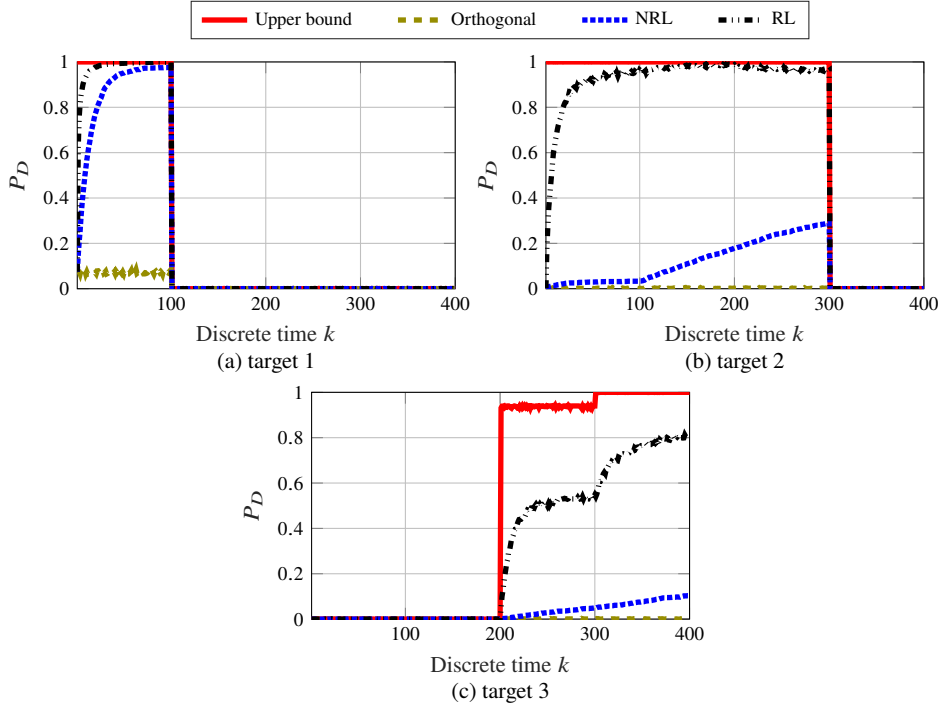 Upper bound Orthogonal NRL RL
1
0.8
0.6
0.4
0.2
0
P_D
100 200 300 400
Discrete time k
(a) target 1
1
0.8
0.6
0.4
0.2
0
P_D
100 200 300 400
Discrete time k
(b) target 2
1
0.8
0.6
0.4
0.2
0
P_D
100 200 300 400
Discrete time k
(c) target 3